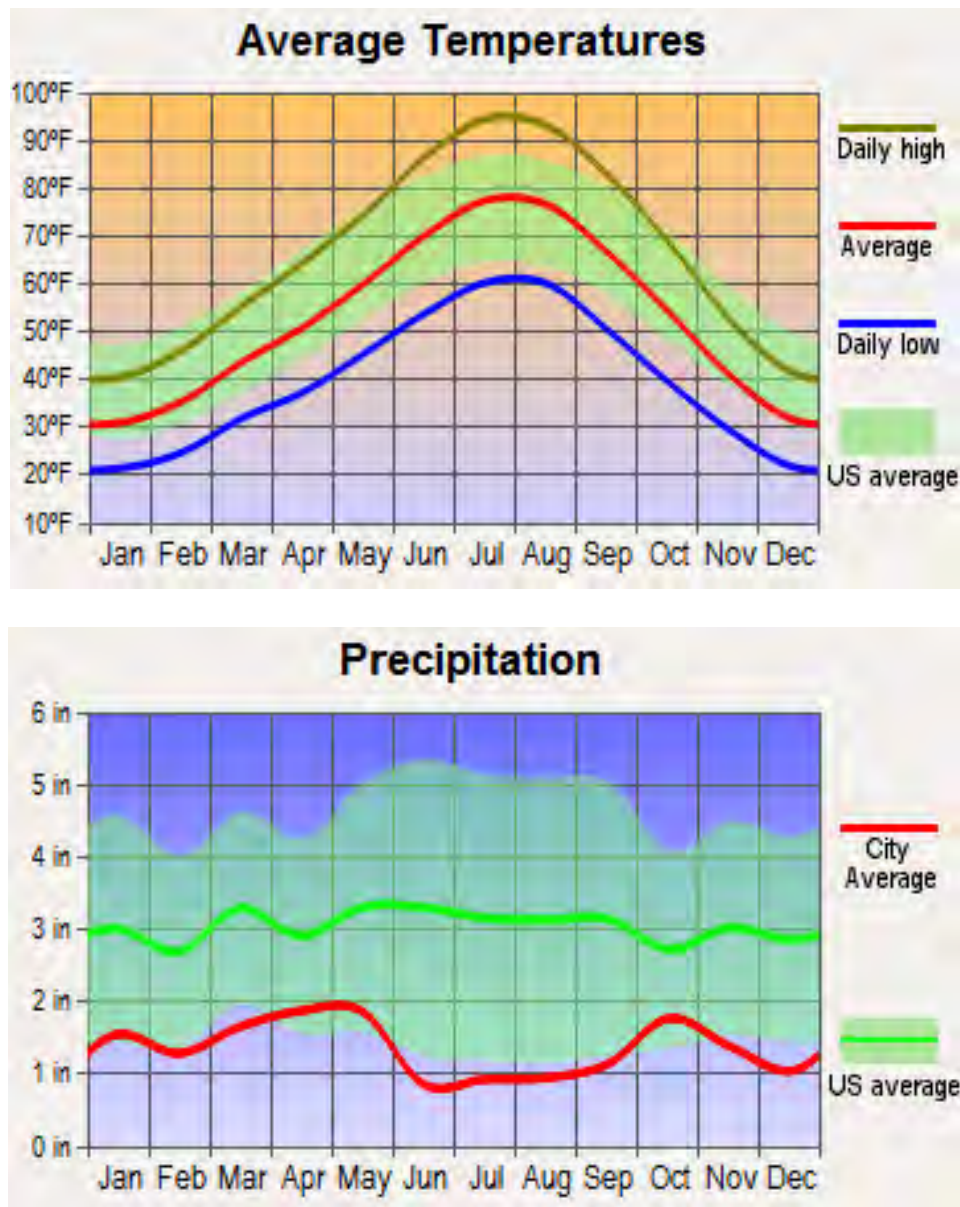 Average Temperatures
100ºF
90ºF
80ºF
70ºF
60ºF
50ºF
40ºF
30ºF
20ºF
10ºF
Jan Feb Mar Apr May Jun Jul Aug Sep Oct Nov Dec
Daily high
Average
Daily low
US average
Precipitation
6 in
5 in
4 in
3 in
2 in
1 in
0 in
Jan Feb Mar Apr May Jun Jul Aug Sep Oct Nov Dec
City
Average
US average